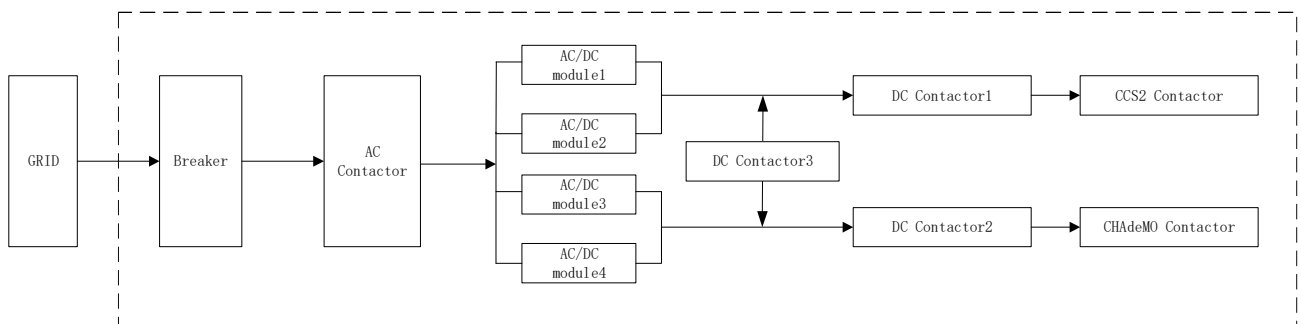 GRID
Breaker
AC
Contactor
AC/DC
module1
AC/DC
module2
AC/DC
module3
AC/DC
module4
DC Contactor3
DC Contactor1
CCS2 Contactor
DC Contactor2
CHAdeMO Contactor